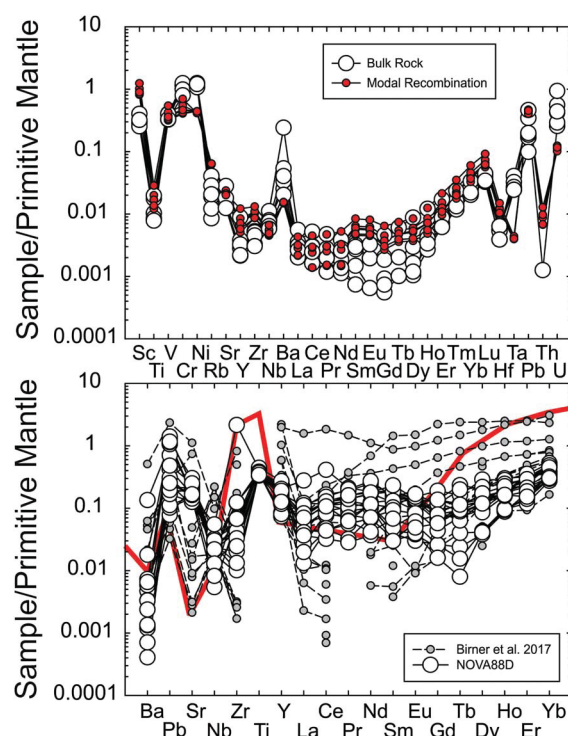 Sample/Primitive Mantle
10
1
0.1
0.01
0.001
0.0001
Bulk Rock
Modal Recombination
Sc V Ni Sr Zr Ba Ce Nd Eu Tb Ho Tm Lu Ta Th
Ti Cr Rb Y Nb La Pr Sm Gd Dy Er Yb Hf Pb U
Sample/Primitive Mantle
10
1
0.1
0.01
0.001
0.0001
Birner et al. 2017
NOVA88D
Ba Sr Zr Y Ce Nd Eu Tb Ho Yb
Pb Nb Ti La Pr Sm Gd Dy Er